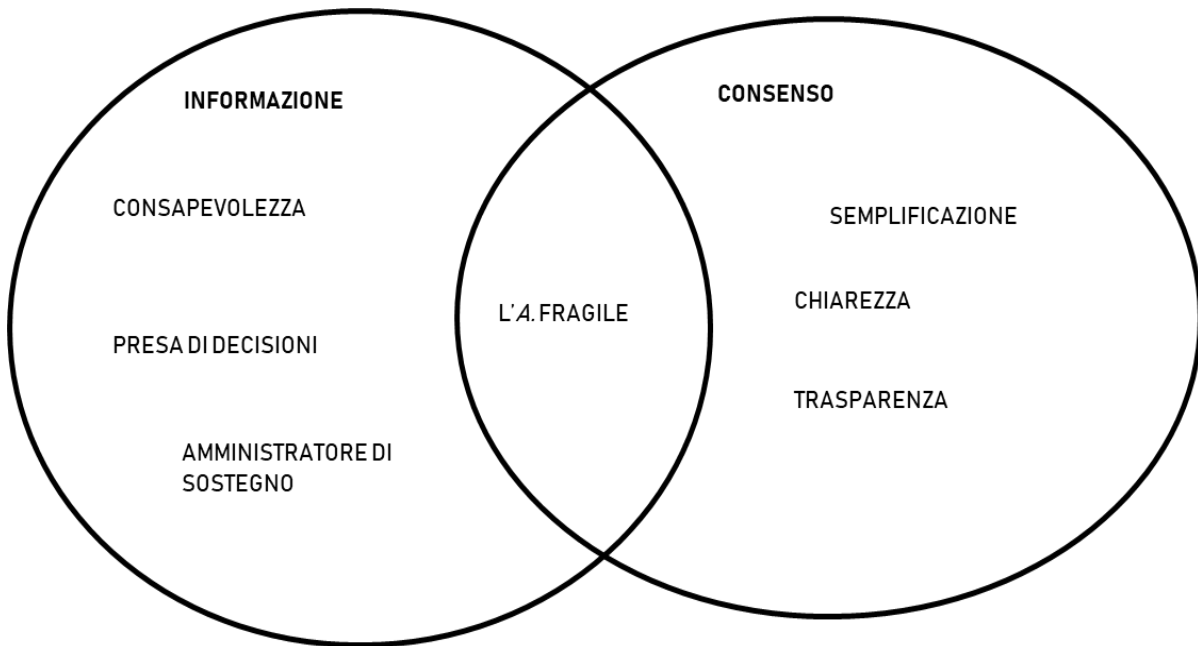 INFORMAZIONE
CONSAPEVOLEZZA
PRESA DI DECISIONI
AMMINISTRATORE DI
SOSTEGNO
L'A. FRAGILE
CONSENSO
SEMPLIFICAZIONE
CHIAREZZA
TRASPARENZA